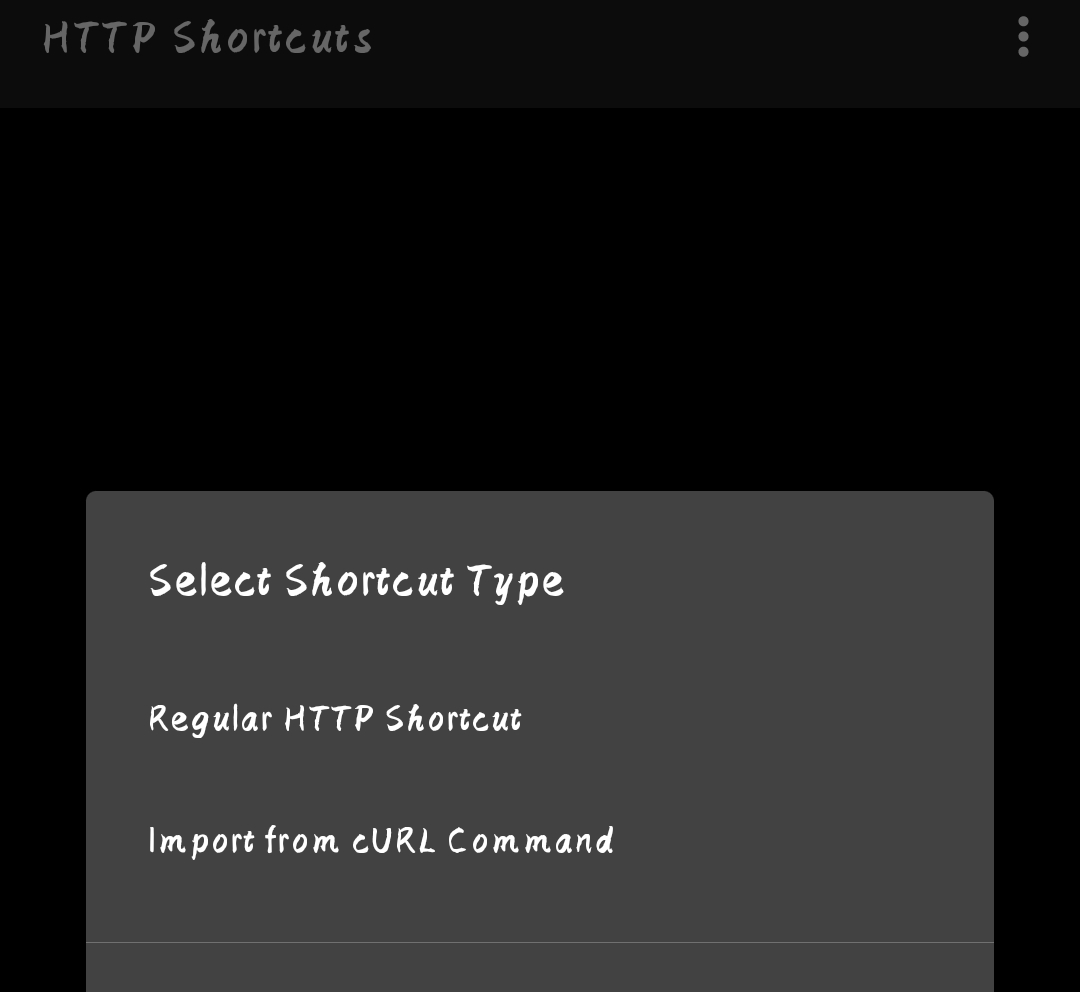 HTTP Shortcuts
Select Shortcut Type
Regular HTTP Shortcut
Import from cURL Command